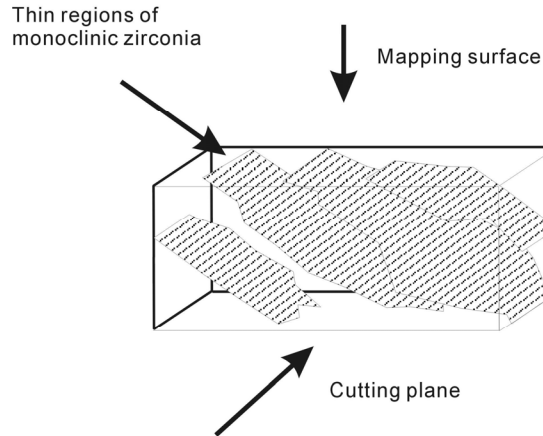 Thin regions of
monoclinic zirconia
Mapping surface
Cutting plane